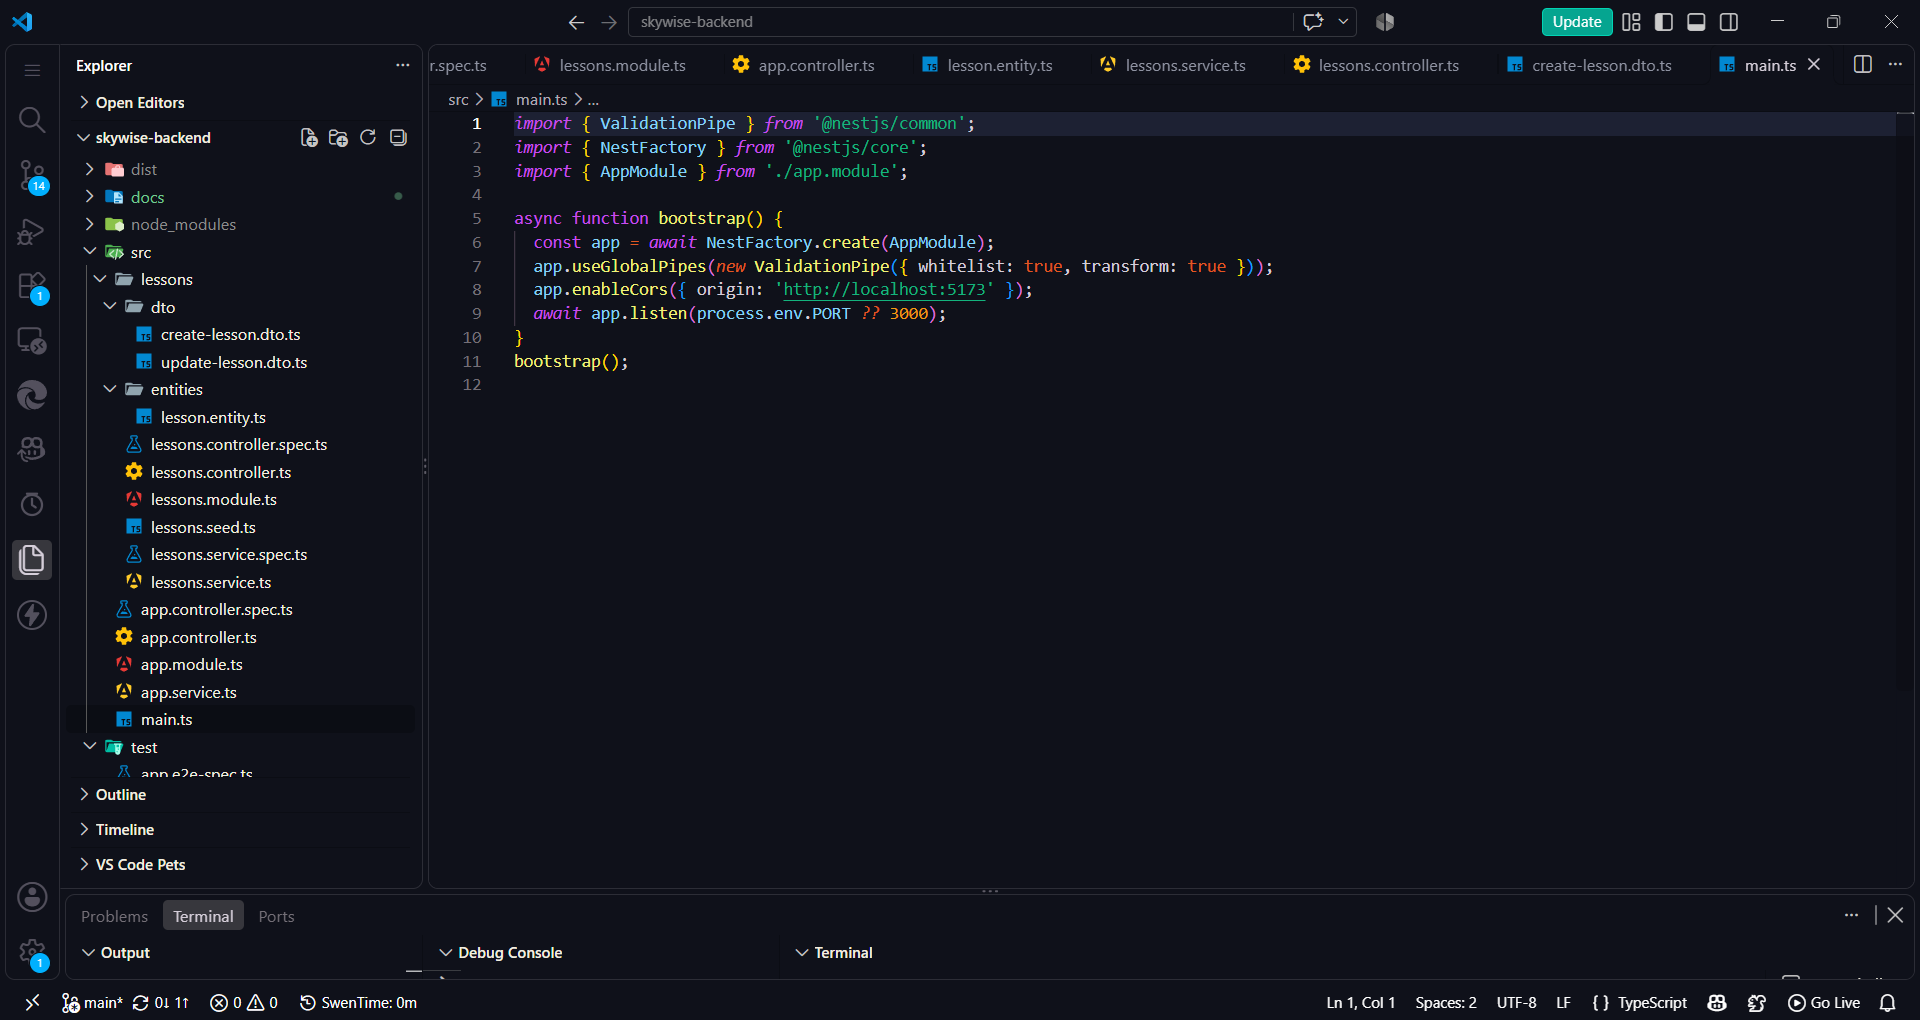 skywise-backend
Update
Explorer
Open Editors
skywise-backend
dist
docs
node_modules
src
lessons
dto
create-lesson.dto.ts
update-lesson.dto.ts
entities
lesson.entity.ts
lessons.controller.spec.ts
lessons.controller.ts
lessons.module.ts
lessons.seed.ts
lessons.service.spec.ts
lessons.service.ts
app.controller.spec.ts
app.controller.ts
app.module.ts
app.service.ts
main.ts
test
app.e2e-spec.ts
Outline
Timeline
VS Code Pets
14
1
1
r.spec.ts
lessons.module.ts
app.controller.ts
lesson.entity.ts
lessons.service.ts
lessons.controller.ts
create-lesson.dto.ts
main.ts
src > main.ts > ...
1 import { ValidationPipe } from '@nestjs/common';
2 import { NestFactory } from '@nestjs/core';
3 import { AppModule } from './app.module';
4
5 async function bootstrap() {
6 const app = await NestFactory.create(AppModule);
7 app.useGlobalPipes(new ValidationPipe({ whitelist: true, transform: true }));
8 app.enableCors({ origin: 'http://localhost:5173' });
9 await app.listen(process.env.PORT ?? 3000);
10 }
11 bootstrap();
12
Problems
Terminal
Ports
Output
Debug Console
Terminal
main*
0↓ 1↑
0
0
SwenTime: 0m
Ln 1, Col 1
Spaces: 2
UTF-8
LF
{ } TypeScript
Go Live